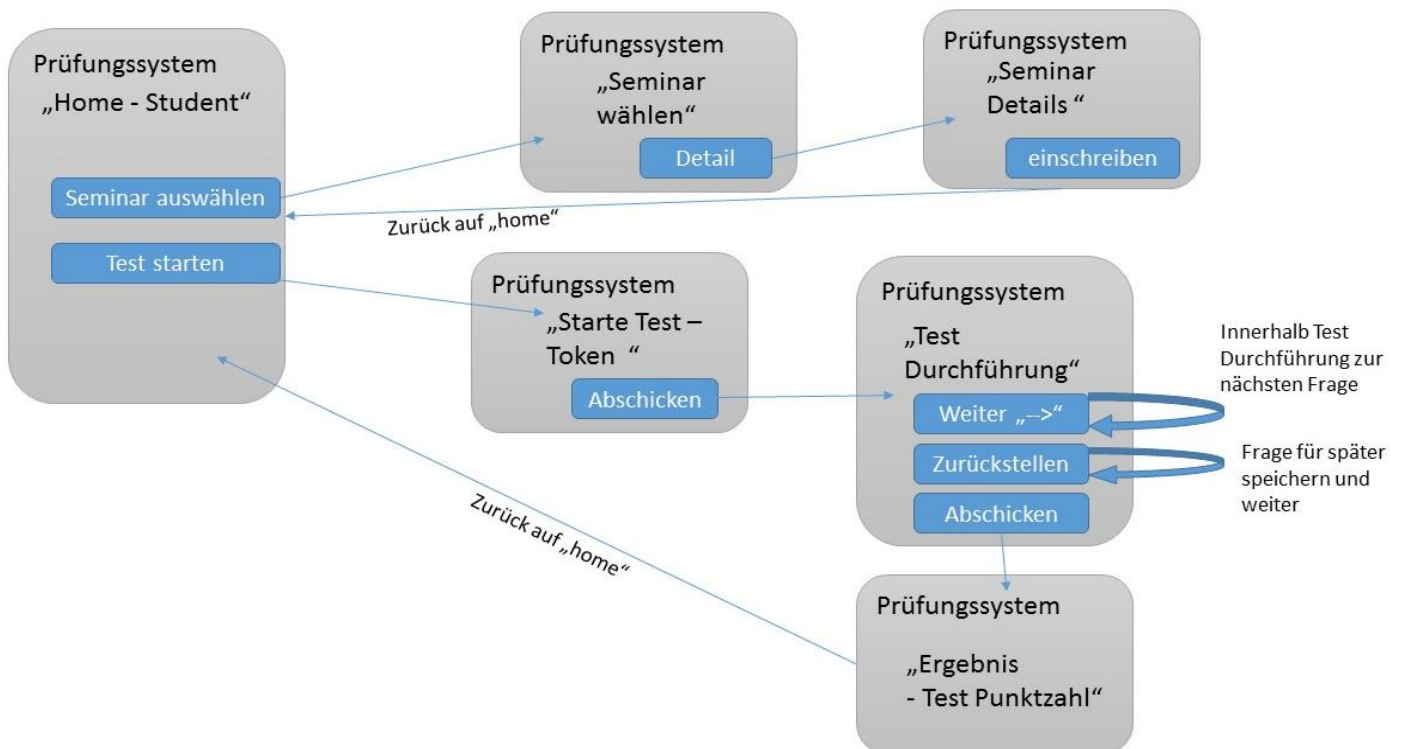 Prüfungssystem
„Home - Student“
Seminar auswählen
Test starten
Prüfungssystem
„Seminar
wählen“
Detail
Prüfungssystem
„Seminar
Details “
einschreiben
Zurück auf „home“
Prüfungssystem
„Starte Test –
Token “
Abschicken
Prüfungssystem
„Test
Durchführung“
Weiter „-->“
Zurückstellen
Abschicken
Innerhalb Test
Durchführung zur
nächsten Frage
Frage für später
speichern und
weiter
Zurück auf „home“
Prüfungssystem
„Ergebnis
- Test Punktzahl“